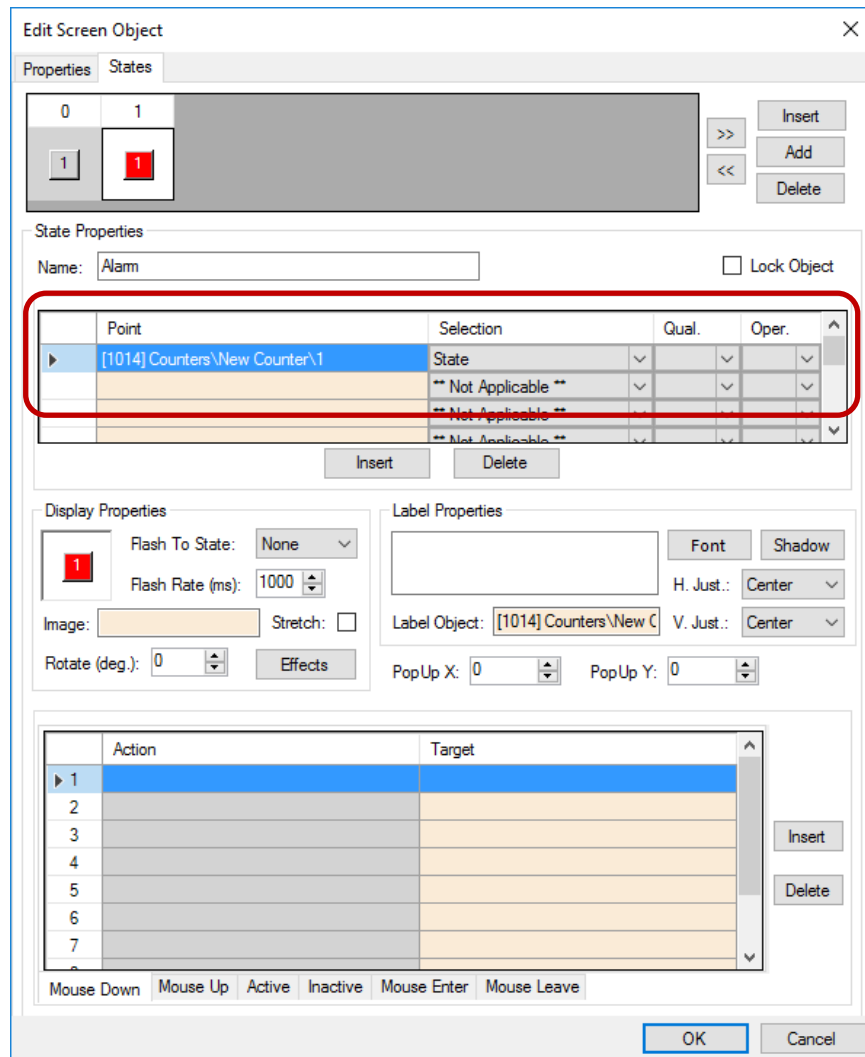 Edit Screen Object
Properties States
0 1
1 1
>>
<<
Insert
Add
Delete
State Properties
Name: Alarm Lock Object
Point Selection Qual. Oper.
[1014] Counters\New Counter\1 State
** Not Applicable **
** Not Applicable **
** Not Applicable **
Insert Delete
Display Properties
1
Flash To State: None
Flash Rate (ms): 1000
Image: Stretch:
Rotate (deg.): 0 Effects
Label Properties
Font Shadow
H. Just.: Center
Label Object: [1014] Counters\New C V. Just.: Center
PopUp X: 0 PopUp Y: 0
Action Target
1
2
3
4
5
6
7
Insert
Delete
Mouse Down Mouse Up Active Inactive Mouse Enter Mouse Leave
OK Cancel